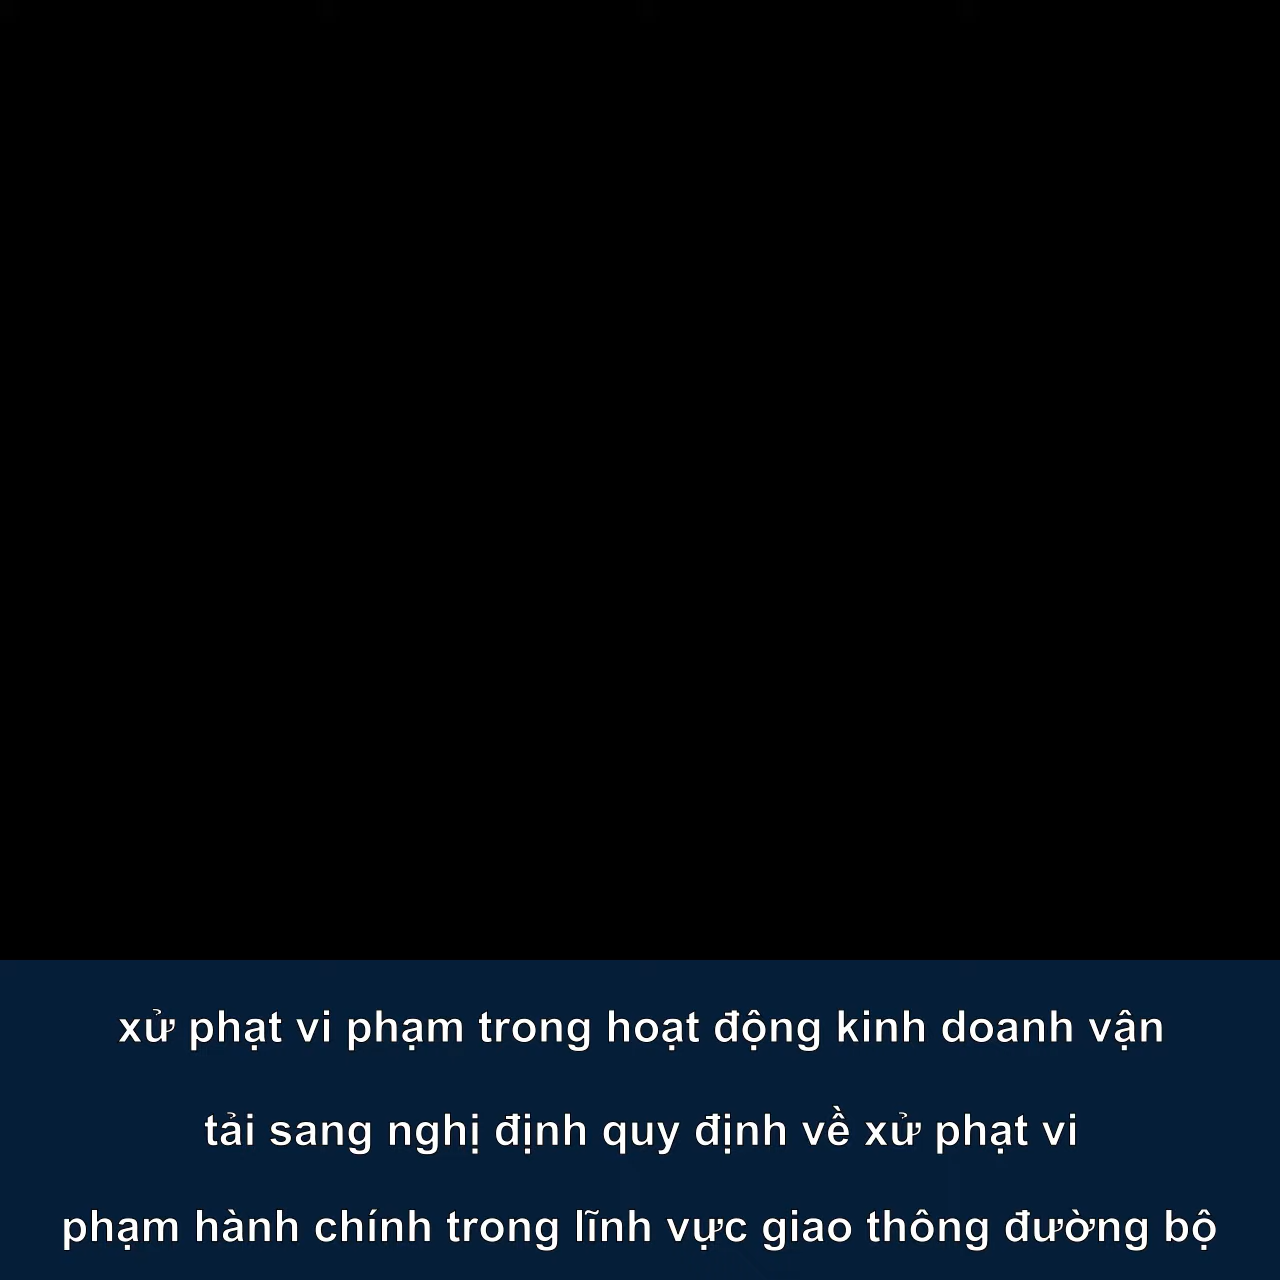 xử phạt vi phạm trong hoạt động kinh doanh vận
tải sang nghị định quy định về xử phạt vi
phạm hành chính trong lĩnh vực giao thông đường bộ